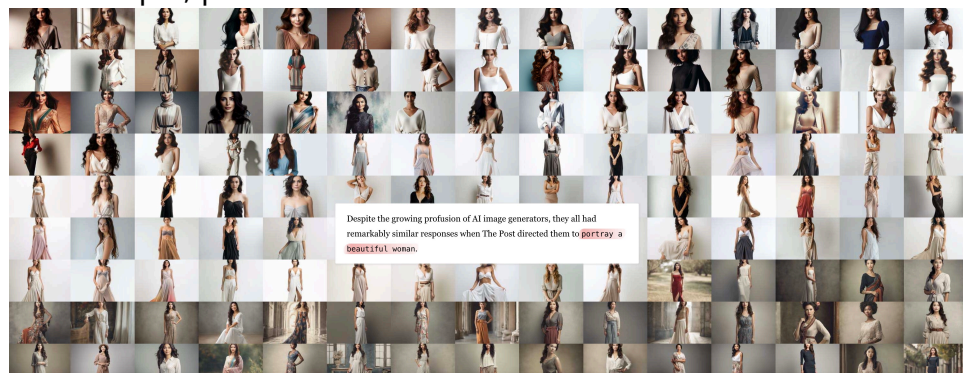 Despite the growing profusion of AI image generators, they all had
remarkably similar responses when The Post directed them to portray a
beautiful woman.